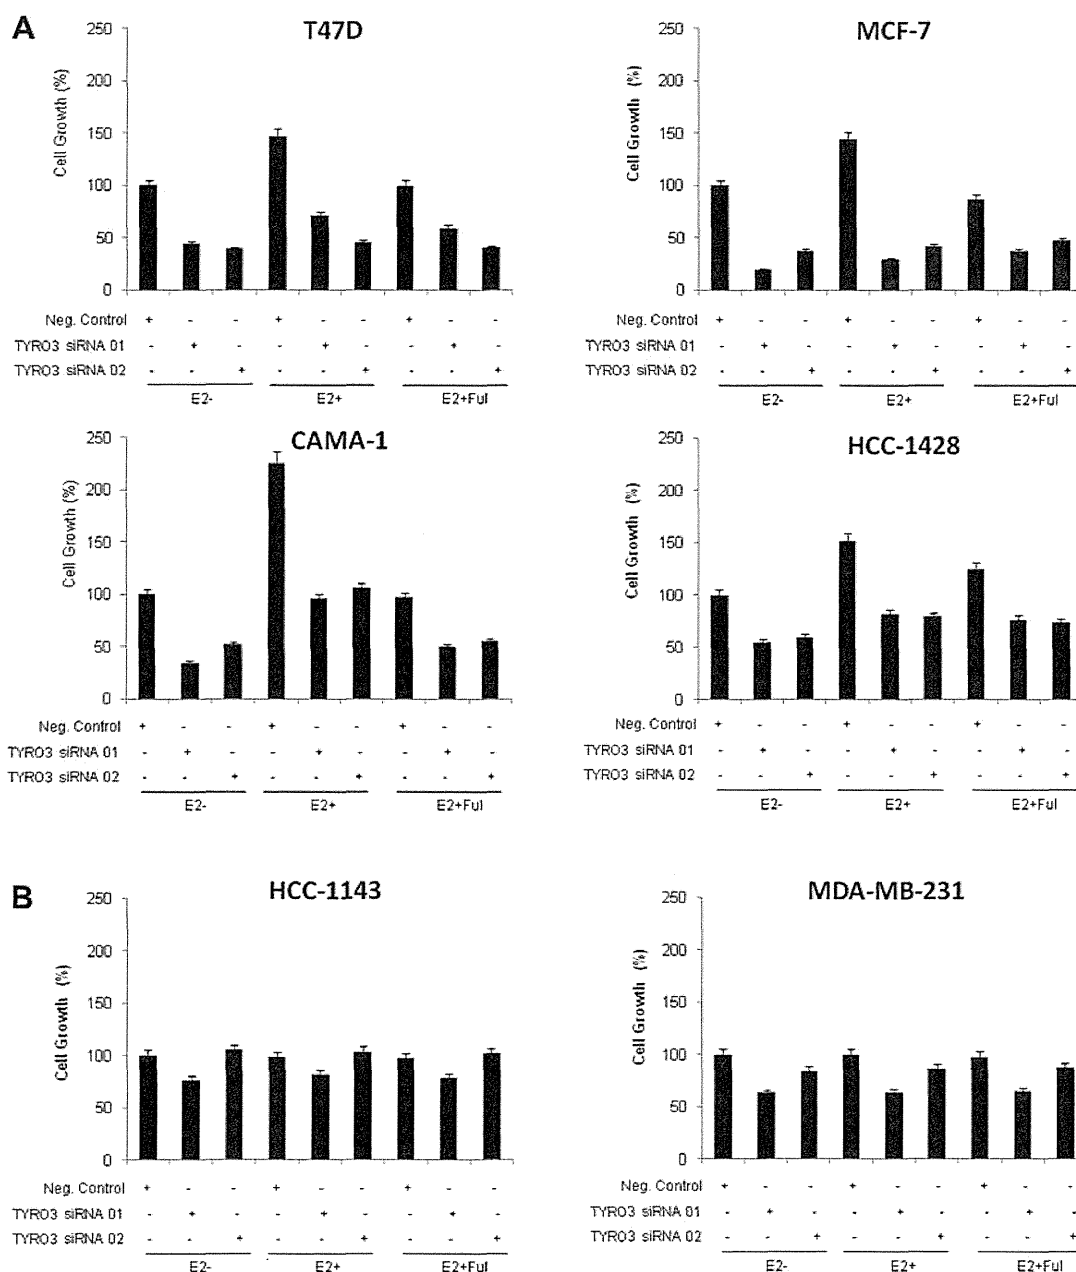 A
T47D
Cell Growth (%)
250
200
150
100
50
0
Neg. Control + - - + - - + - -
TYRO3 siRNA 01 - + - - + - - + -
TYRO3 siRNA 02 - - + - - + - - +
E2- E2+ E2+Ful
MCF-7
Cell Growth (%)
250
200
150
100
50
0
Neg. Control + - - + - - + - -
TYRO3 siRNA 01 - + - - + - - + -
TYRO3 siRNA 02 - - + - - + - - +
E2- E2+ E2+Ful
CAMA-1
Cell Growth (%)
250
200
150
100
50
0
Neg. Control + - - + - - + - -
TYRO3 siRNA 01 - + - - + - - + -
TYRO3 siRNA 02 - - + - - + - - +
E2- E2+ E2+Ful
HCC-1428
Cell Growth (%)
250
200
150
100
50
0
Neg. Control + - - + - - + - -
TYRO3 siRNA 01 - + - - + - - + -
TYRO3 siRNA 02 - - + - - + - - +
E2- E2+ E2+Ful
B
HCC-1143
Cell Growth (%)
250
200
150
100
50
0
Neg. Control + - - + - - + - -
TYRO3 siRNA 01 - + - - + - - + -
TYRO3 siRNA 02 - - + - - + - - +
E2- E2+ E2+Ful
MDA-MB-231
Cell Growth (%)
250
200
150
100
50
0
Neg. Control + - - + - - + - -
TYRO3 siRNA 01 - + - - + - - + -
TYRO3 siRNA 02 - - + - - + - - +
E2- E2+ E2+Ful